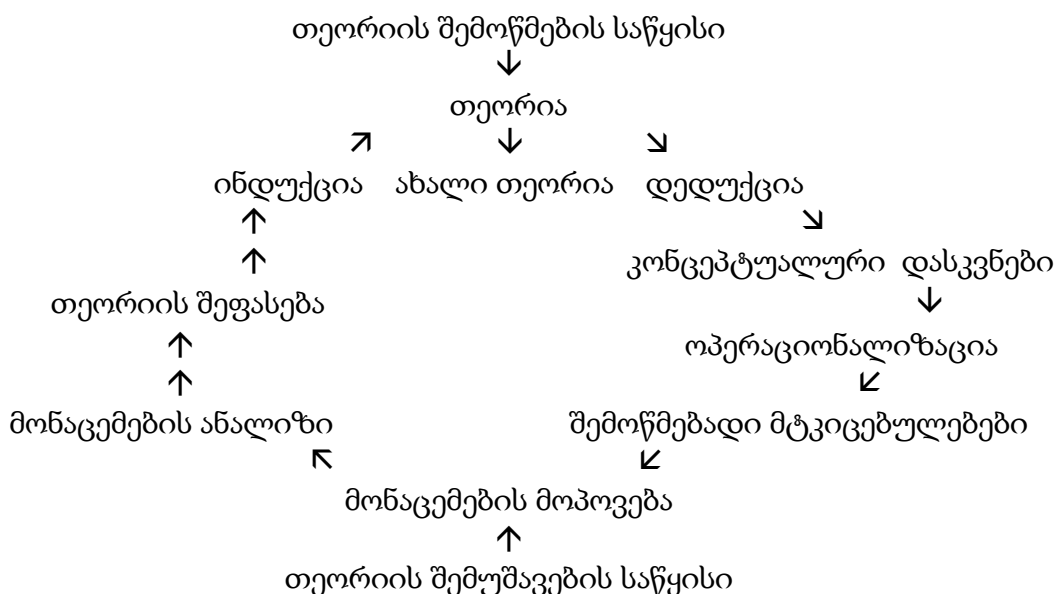 თეორიის შემოწმების საწყისი
თეორია
ინდუქცია ახალი თეორია დედუქცია
კონცეპტუალური დასკვნები
თეორიის შეფასება
ოპერაციონალიზაცია
მონაცემების ანალიზი შემოწმებადი მტკიცებულებები
მონაცემების მოპოვება
თეორიის შემუშავების საწყისი